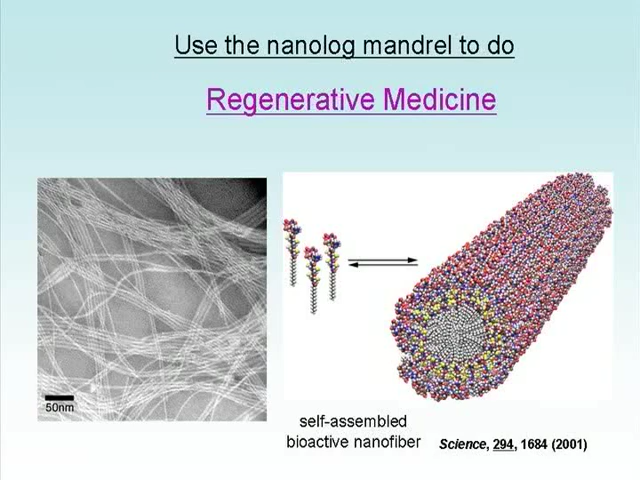 Use the nanolog mandrel to do
Regenerative Medicine
50nm
self-assembled
bioactive nanofiber
Science, 294, 1684 (2001)